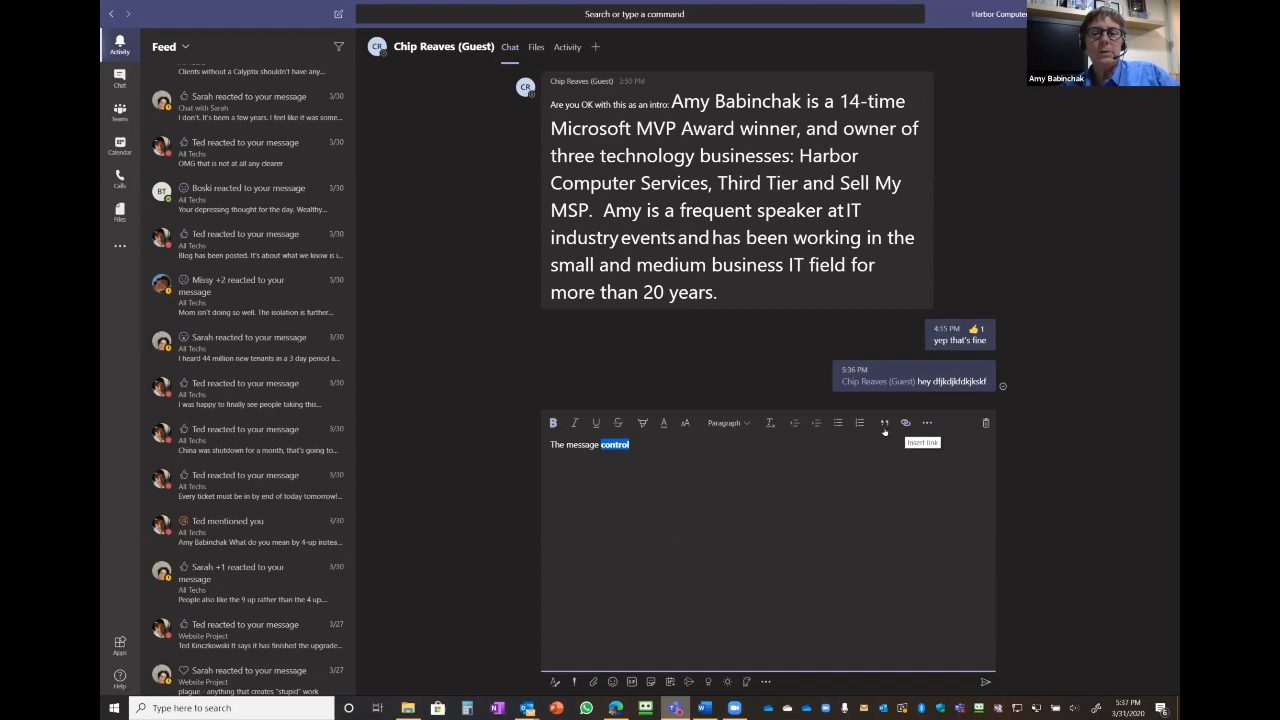 Search or type a command
Harbor Computer
Amy Babinchak
Activity
Chat
Teams
Calendar
Calls
Files
Apps
Help
Feed
Clients without a Calyptix shouldn't have any...
Sarah reacted to your message 3/30
Chat with Sarah
I don't. It's been a few years. I feel like it was some...
Ted reacted to your message 3/30
All Techs
OMG that is not at all any clearer
BT
Boski reacted to your message 3/30
All Techs
Your depressing thought for the day. Wealthy...
Ted reacted to your message 3/30
All Techs
Blog has been posted. It's about what we know is i...
Missy +2 reacted to your message 3/30
All Techs
Mom isn't doing so well. The isolation is further...
Sarah reacted to your message 3/30
All Techs
I heard 44 million new tenants in a 3 day period a...
Ted reacted to your message 3/30
All Techs
I was happy to finally see people taking this...
Ted reacted to your message 3/30
All Techs
China was shutdown for a month, that's going to...
Ted reacted to your message 3/30
All Techs
Every ticket must be in by end of today tomorrow!...
Ted mentioned you 3/30
All Techs
Amy Babinchak What do you mean by 4-up instea...
Sarah +1 reacted to your message 3/30
All Techs
People also like the 9 up rather than the 4 up....
Ted reacted to your message 3/27
Website Project
Ted Kinczkowski It says it has finished the upgrade...
Sarah reacted to your message 3/27
Website Project
plague - anything that creates "stupid" work
CR
Chip Reaves (Guest) Chat Files Activity
CR
Chip Reaves (Guest) 3:50 PM
Are you OK with this as an intro: Amy Babinchak is a 14-time
Microsoft MVP Award winner, and owner of
three technology businesses: Harbor
Computer Services, Third Tier and Sell My
MSP. Amy is a frequent speaker at IT
industry events and has been working in the
small and medium business IT field for
more than 20 years.
4:15 PM 👍 1
yep that's fine
5:36 PM
Chip Reaves (Guest) hey dfjkdjkfdkjkskf
B I U S A AA Paragraph
Insert link
The message control
Type here to search
5:37 PM
3/31/2020
6